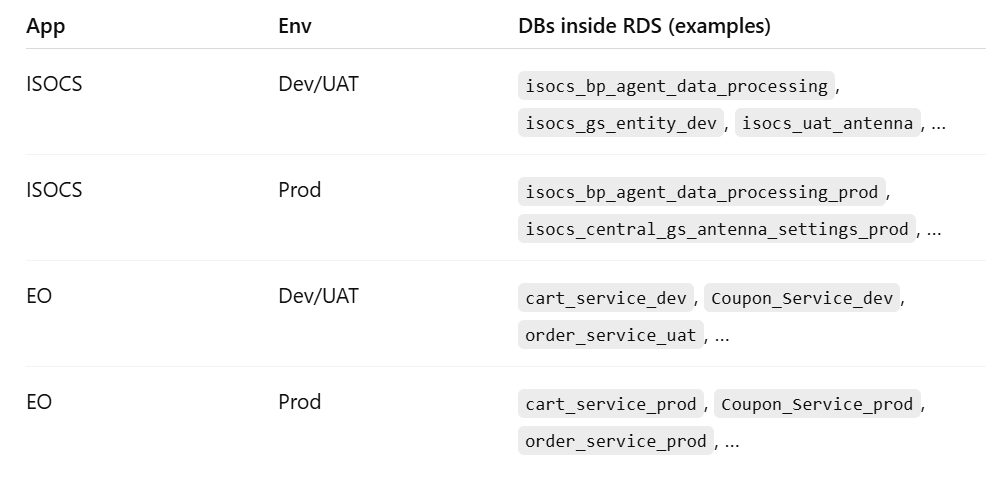 App Env DBs inside RDS (examples)
ISOCS Dev/UAT isocs_bp_agent_data_processing,
isocs_gs_entity_dev, isocs_uat_antenna, ...
ISOCS Prod isocs_bp_agent_data_processing_prod,
isocs_central_gs_antenna_settings_prod, ...
EO Dev/UAT cart_service_dev, Coupon_Service_dev,
order_service_uat, ...
EO Prod cart_service_prod, Coupon_Service_prod,
order_service_prod, ...